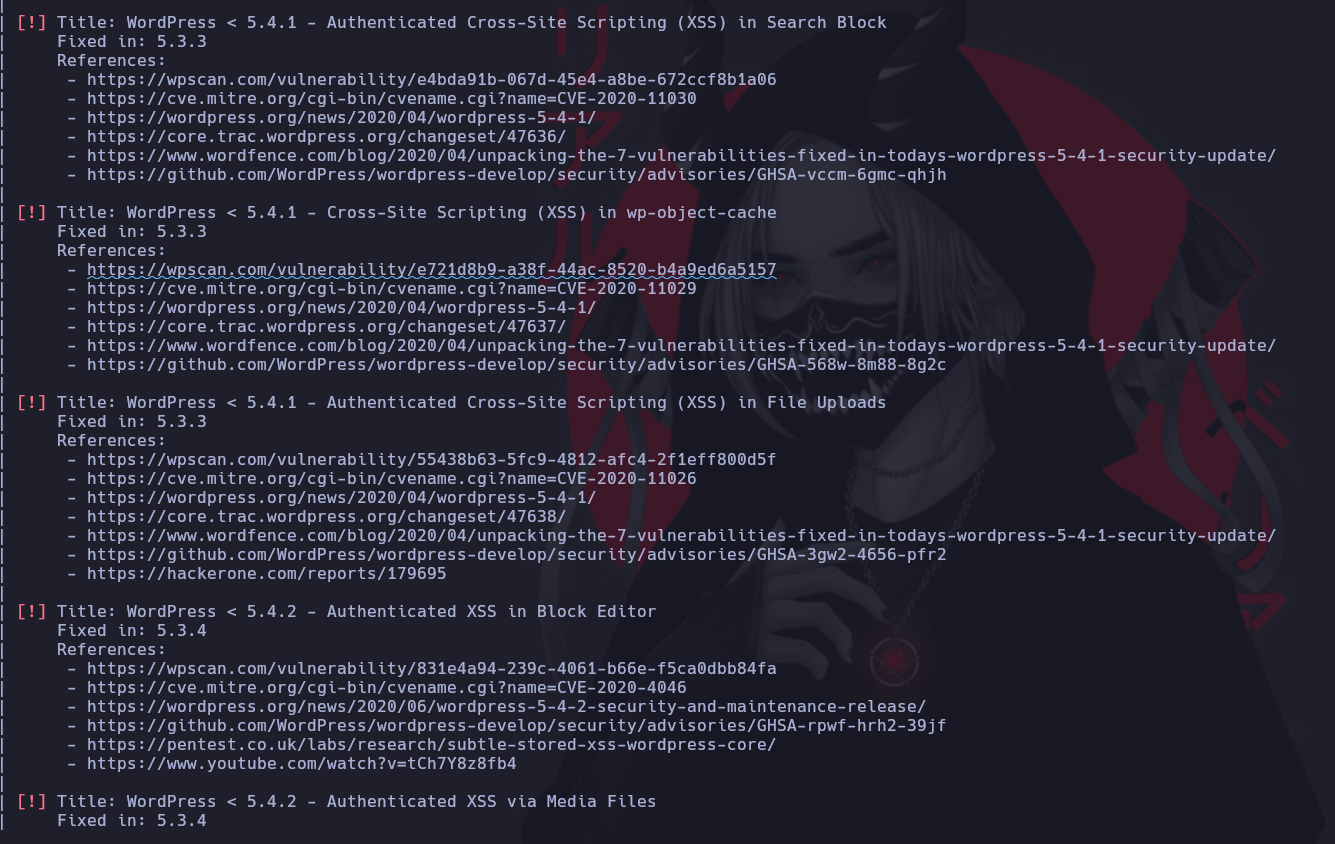 |
| [!] Title: WordPress < 5.4.1 - Authenticated Cross-Site Scripting (XSS) in Search Block
|     Fixed in: 5.3.3
|     References:
|      - https://wpscan.com/vulnerability/e4bda91b-067d-45e4-a8be-672ccf8b1a06
|      - https://cve.mitre.org/cgi-bin/cvename.cgi?name=CVE-2020-11030
|      - https://wordpress.org/news/2020/04/wordpress-5-4-1/
|      - https://core.trac.wordpress.org/changeset/47636/
|      - https://www.wordfence.com/blog/2020/04/unpacking-the-7-vulnerabilities-fixed-in-todays-wordpress-5-4-1-security-update/
|      - https://github.com/WordPress/wordpress-develop/security/advisories/GHSA-vccm-6gmc-qhjh
|
| [!] Title: WordPress < 5.4.1 - Cross-Site Scripting (XSS) in wp-object-cache
|     Fixed in: 5.3.3
|     References:
|      - https://wpscan.com/vulnerability/e721d8b9-a38f-44ac-8520-b4a9ed6a5157
|      - https://cve.mitre.org/cgi-bin/cvename.cgi?name=CVE-2020-11029
|      - https://wordpress.org/news/2020/04/wordpress-5-4-1/
|      - https://core.trac.wordpress.org/changeset/47637/
|      - https://www.wordfence.com/blog/2020/04/unpacking-the-7-vulnerabilities-fixed-in-todays-wordpress-5-4-1-security-update/
|      - https://github.com/WordPress/wordpress-develop/security/advisories/GHSA-568w-8m88-8g2c
|
| [!] Title: WordPress < 5.4.1 - Authenticated Cross-Site Scripting (XSS) in File Uploads
|     Fixed in: 5.3.3
|     References:
|      - https://wpscan.com/vulnerability/55438b63-5fc9-4812-afc4-2f1eff800d5f
|      - https://cve.mitre.org/cgi-bin/cvename.cgi?name=CVE-2020-11026
|      - https://wordpress.org/news/2020/04/wordpress-5-4-1/
|      - https://core.trac.wordpress.org/changeset/47638/
|      - https://www.wordfence.com/blog/2020/04/unpacking-the-7-vulnerabilities-fixed-in-todays-wordpress-5-4-1-security-update/
|      - https://github.com/WordPress/wordpress-develop/security/advisories/GHSA-3gw2-4656-pfr2
|      - https://hackerone.com/reports/179695
|
| [!] Title: WordPress < 5.4.2 - Authenticated XSS in Block Editor
|     Fixed in: 5.3.4
|     References:
|      - https://wpscan.com/vulnerability/831e4a94-239c-4061-b66e-f5ca0dbb84fa
|      - https://cve.mitre.org/cgi-bin/cvename.cgi?name=CVE-2020-4046
|      - https://wordpress.org/news/2020/06/wordpress-5-4-2-security-and-maintenance-release/
|      - https://github.com/WordPress/wordpress-develop/security/advisories/GHSA-rpwf-hrh2-39jf
|      - https://pentest.co.uk/labs/research/subtle-stored-xss-wordpress-core/
|      - https://www.youtube.com/watch?v=tCh7Y8z8fb4
|
| [!] Title: WordPress < 5.4.2 - Authenticated XSS via Media Files
|     Fixed in: 5.3.4